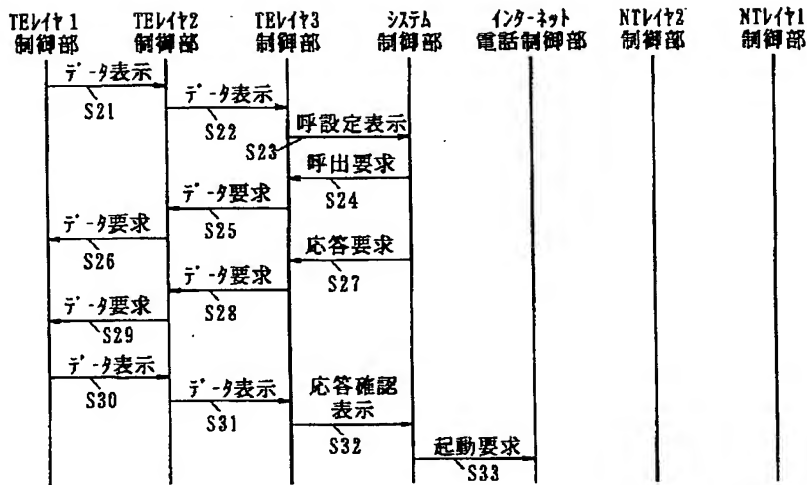 TEﾚｲﾔ1
制御部
TEﾚｲﾔ2
制御部
TEﾚｲﾔ3
制御部
ｼｽﾃﾑ
制御部
ｲﾝﾀｰﾈｯﾄ
電話制御部
NTﾚｲﾔ2
制御部
NTﾚｲﾔ1
制御部
ﾃﾞｰﾀ表示
S21
ﾃﾞｰﾀ表示
S22
呼設定表示
S23
呼出要求
S24
ﾃﾞｰﾀ要求
S25
ﾃﾞｰﾀ要求
S26
応答要求
S27
ﾃﾞｰﾀ要求
S28
ﾃﾞｰﾀ要求
S29
ﾃﾞｰﾀ表示
S30
ﾃﾞｰﾀ表示
S31
応答確認
表示
S32
起動要求
S33